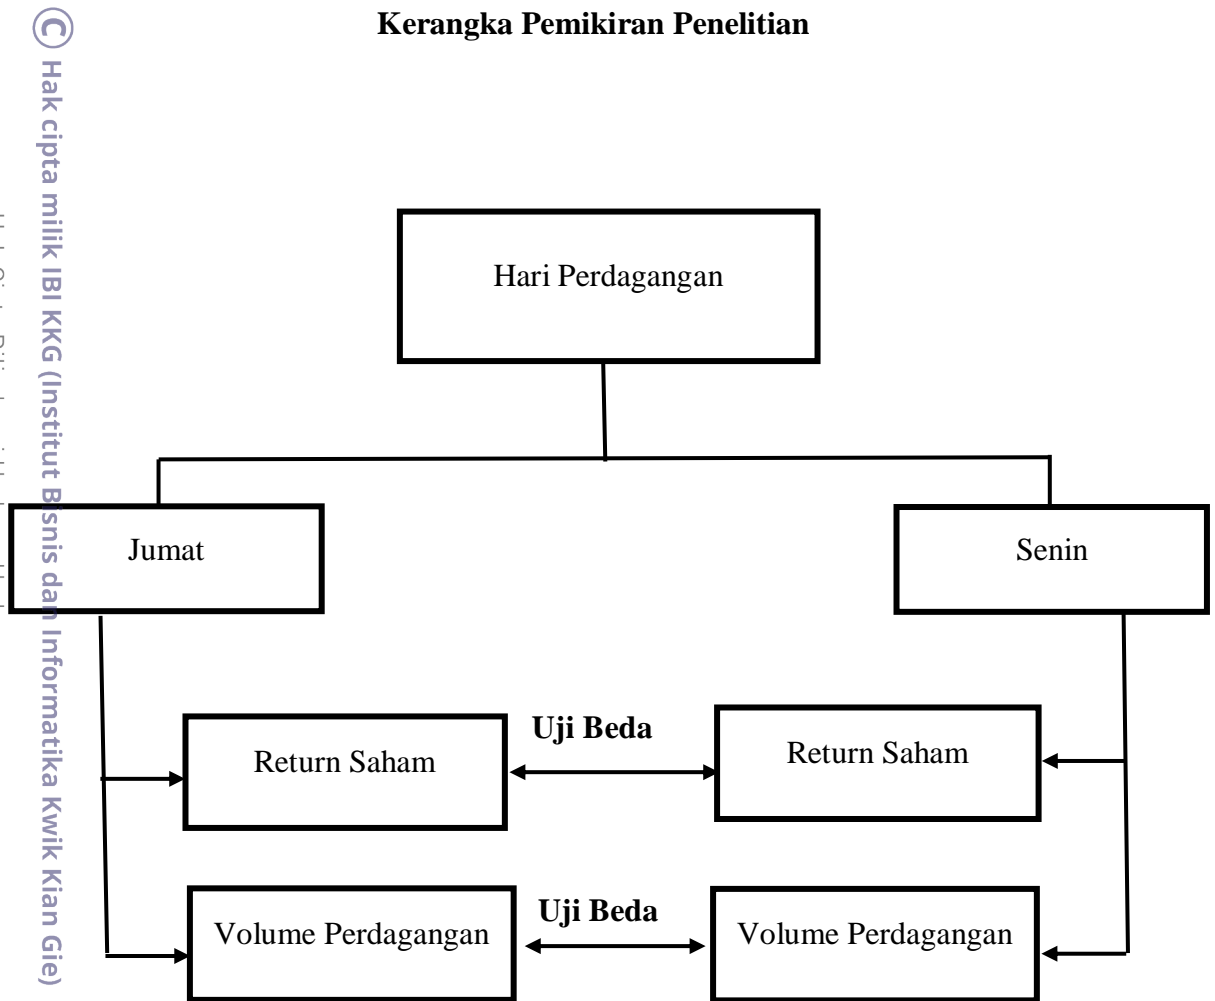 Kerangka Pemikiran Penelitian
© Hak cipta milik IBI KKG (Institut Bisnis dan Informatika Kwik Kian Gie)
Hari Perdagangan
Jumat
Senin
Return Saham
Uji Beda
Return Saham
Volume Perdagangan
Uji Beda
Volume Perdagangan